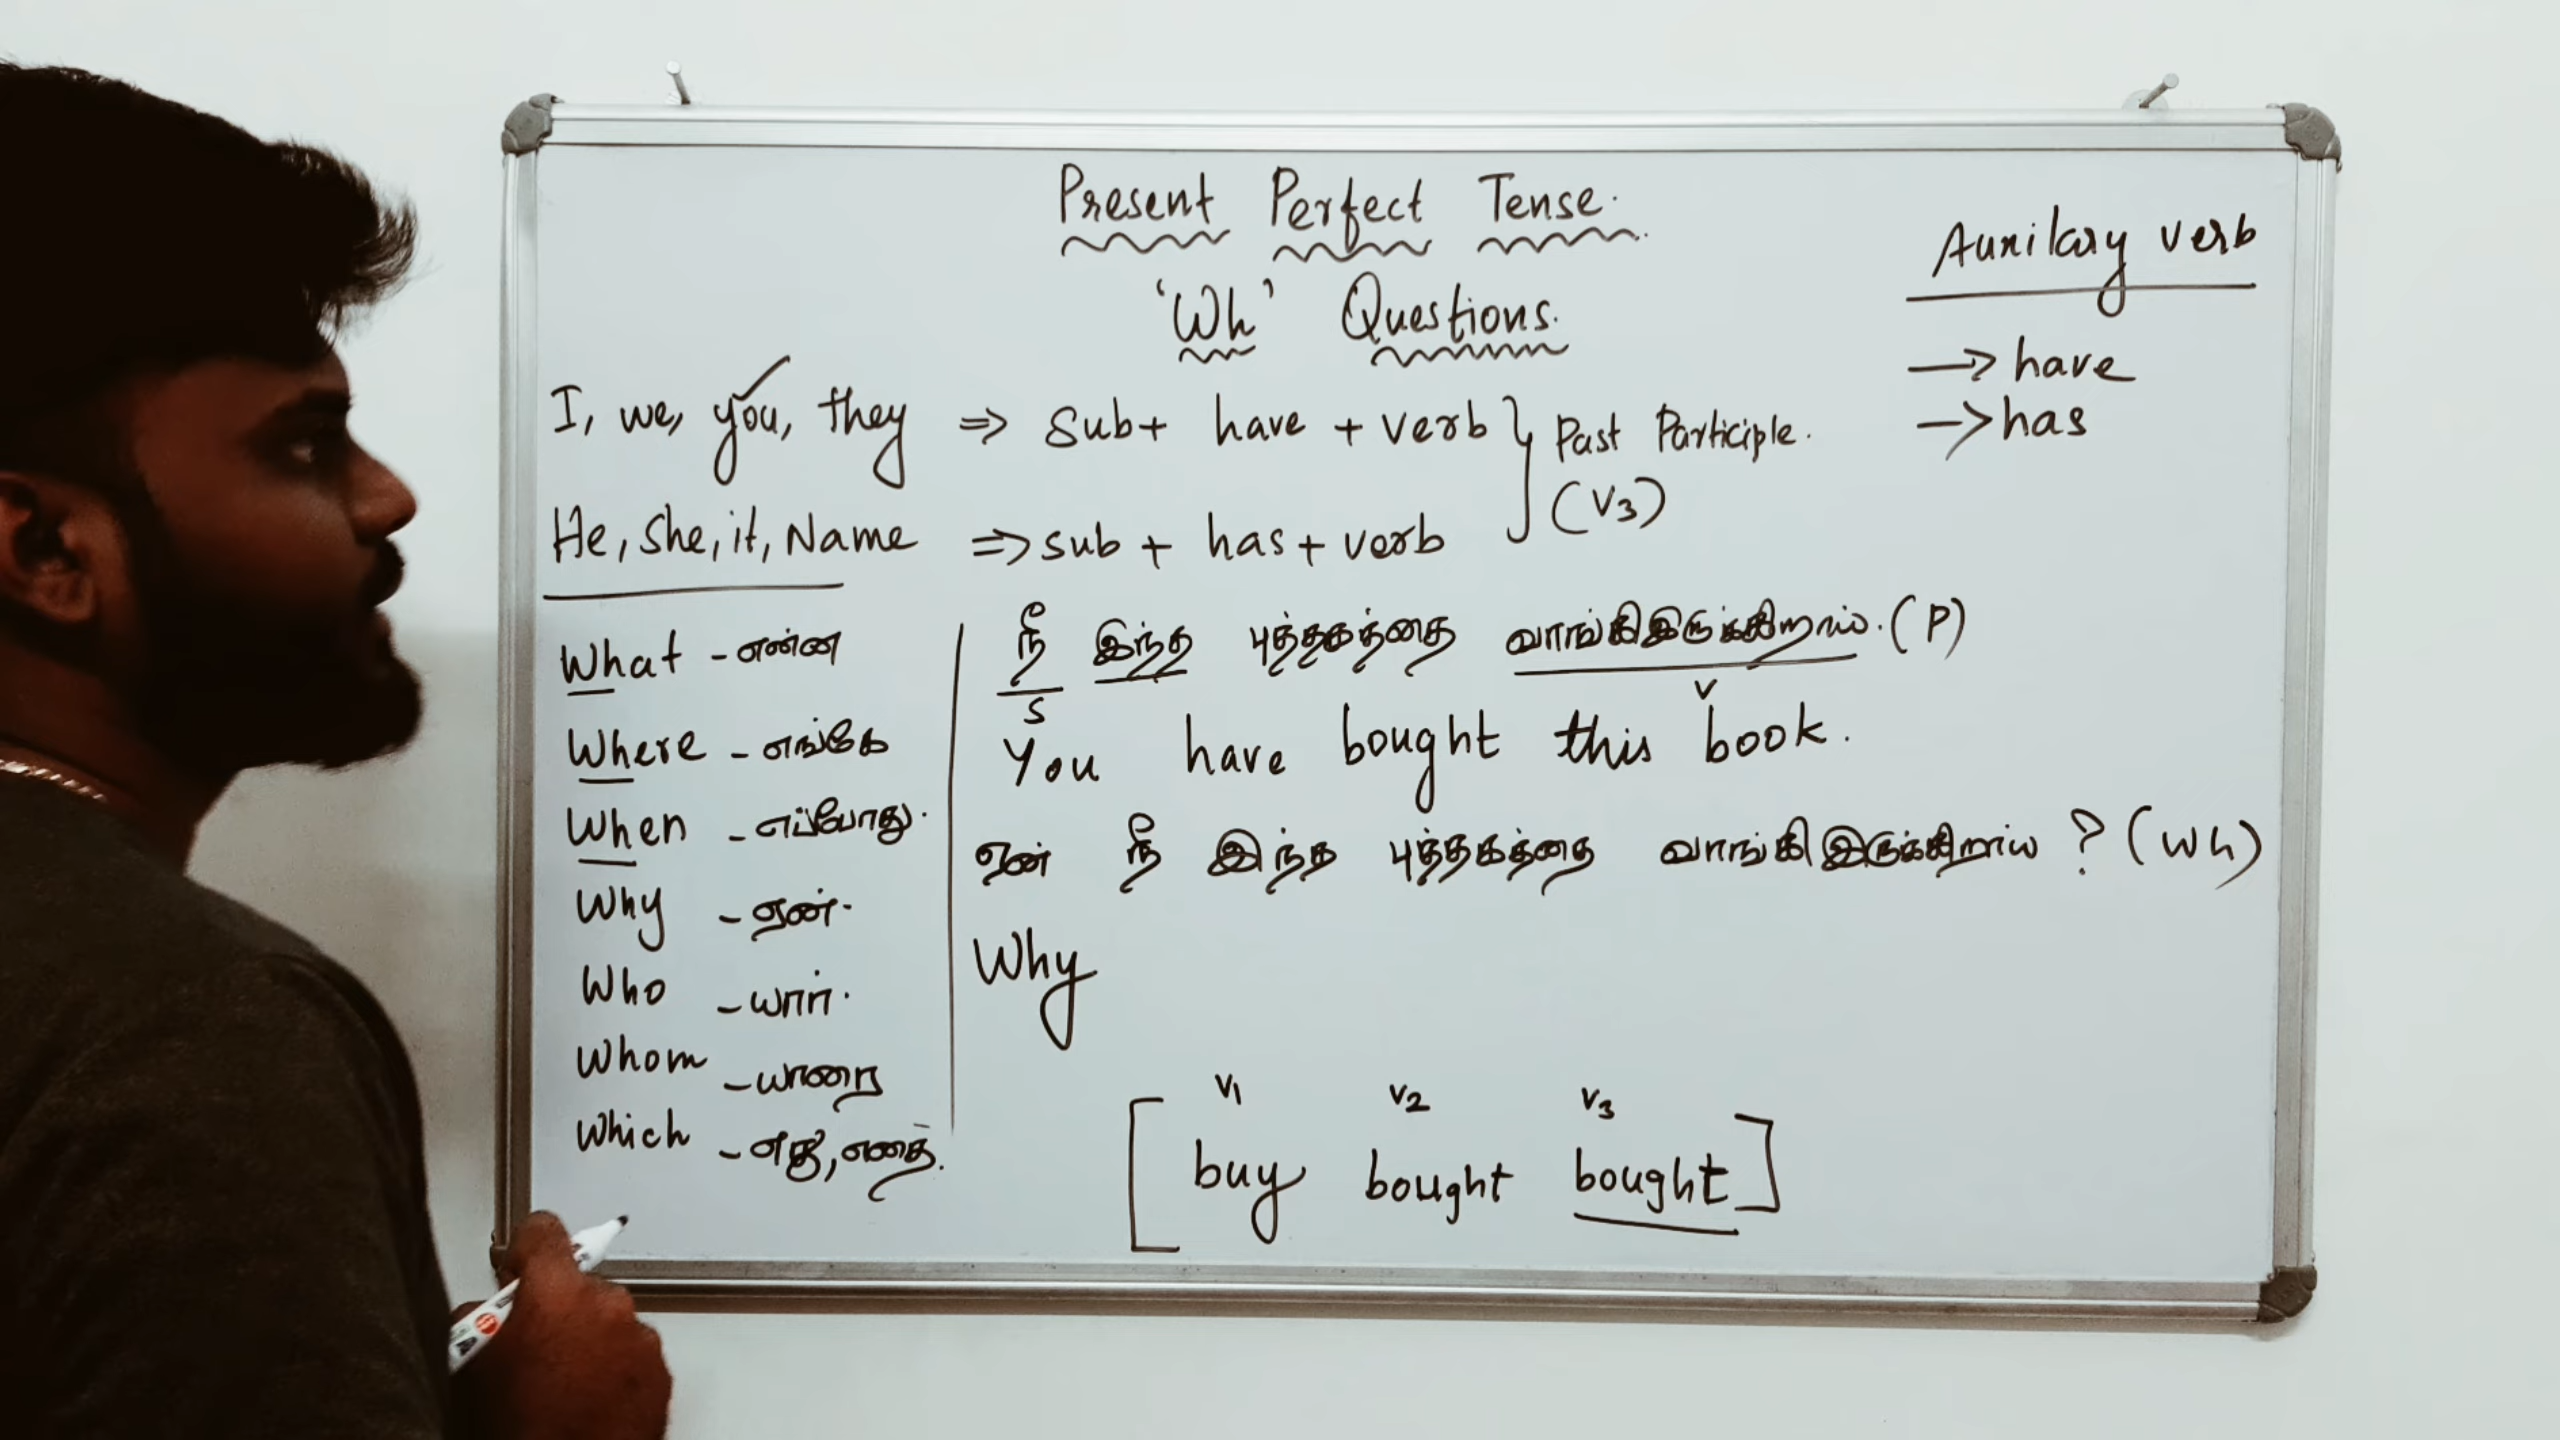 Present Perfect Tense.
'Wh' Questions.
Auxilary verb
→ have
→ has
I, we, you, they ⇒ Sub + have + verb } Past Participle.
He, She, it, Name ⇒ sub + has + verb (V3)
What - என்ன
Where - எங்கே
When - எப்போது.
Why - ஏன்.
Who - யார்.
Whom - யாரை
Which - எது, எதை.
நீ இந்த புத்தகத்தை வாங்கிஇருக்கிறாய். (P)
S V
You have bought this book.
ஏன் நீ இந்த புத்தகத்தை வாங்கிஇருக்கிறாய் ? (Wh)
Why
V1 V2 V3
[ buy bought bought ]